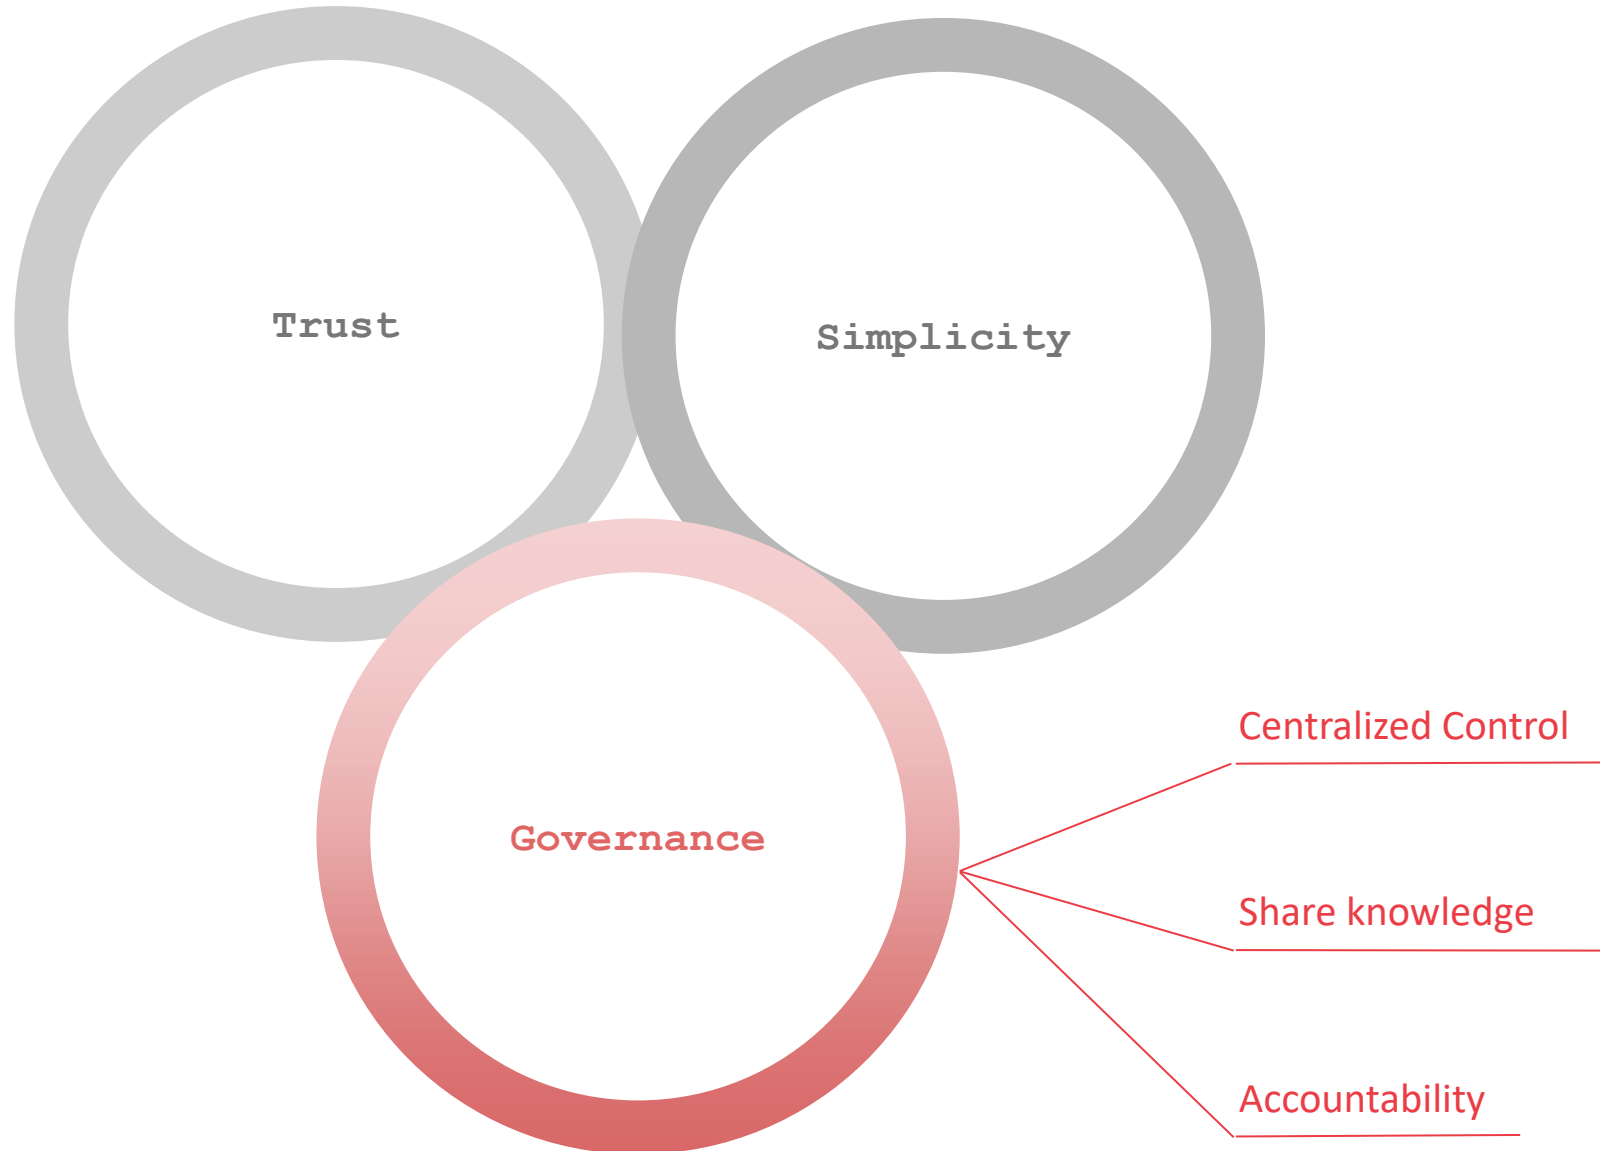 Trust
Simplicity
Governance
Centralized Control
Share knowledge
Accountability